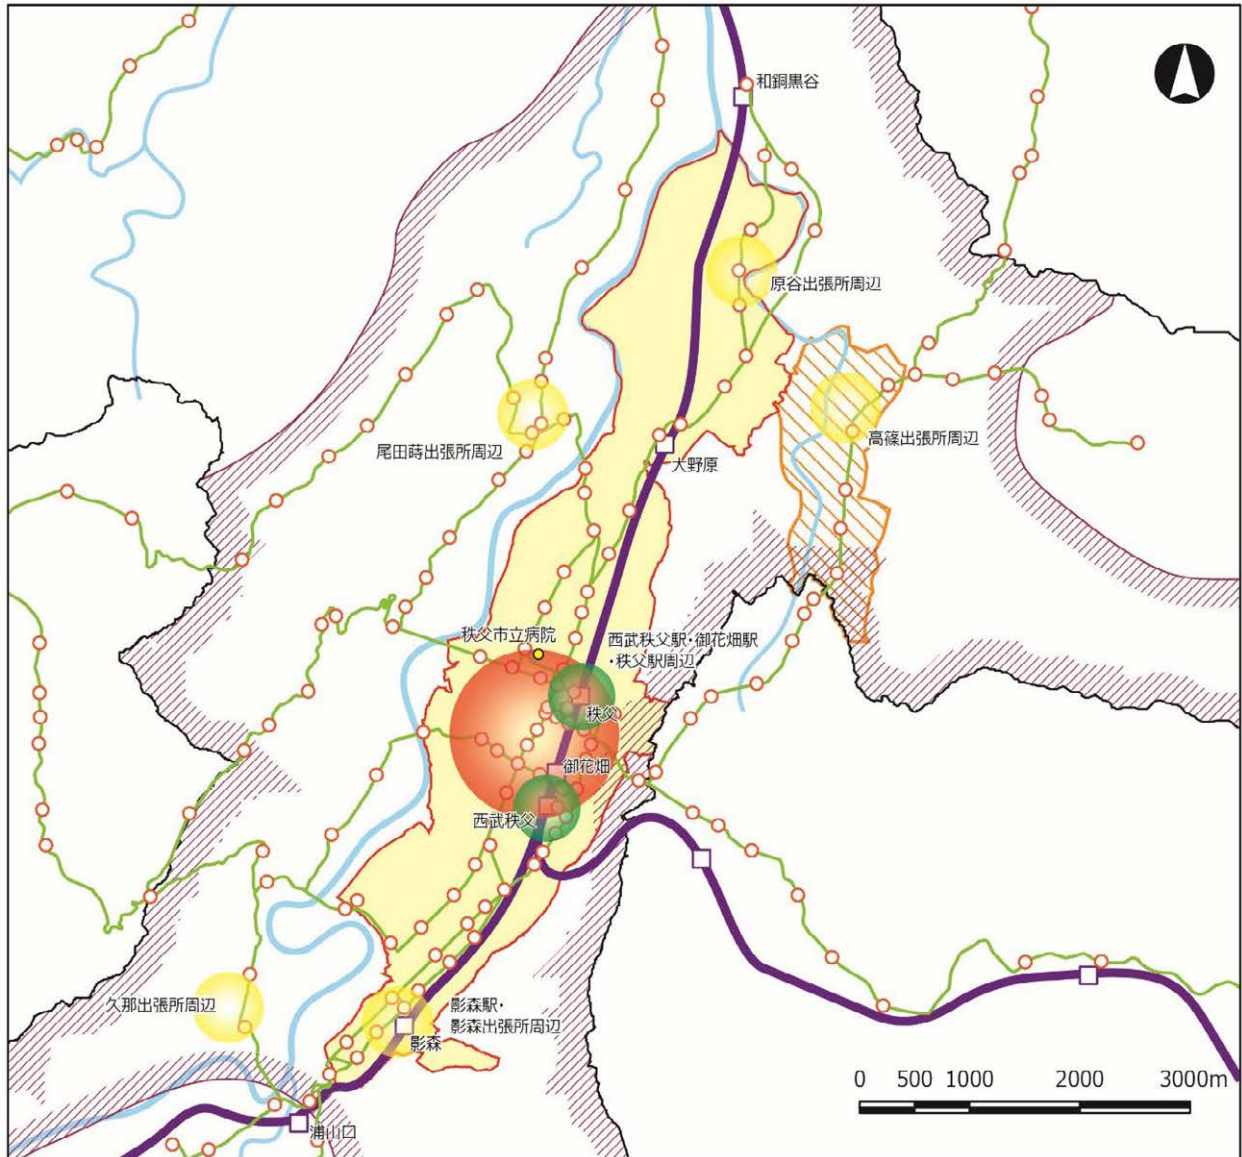 和銅黒谷
原谷出張所周辺
尾田蒔出張所周辺
高篠出張所周辺
大野原
秩父市立病院
西武秩父駅・御花畑駅
・秩父駅周辺
秩父
御花畑
西武秩父
久那出張所周辺
影森駅・
影森出張所周辺
影森
浦山口
0 500 1000 2000 3000m